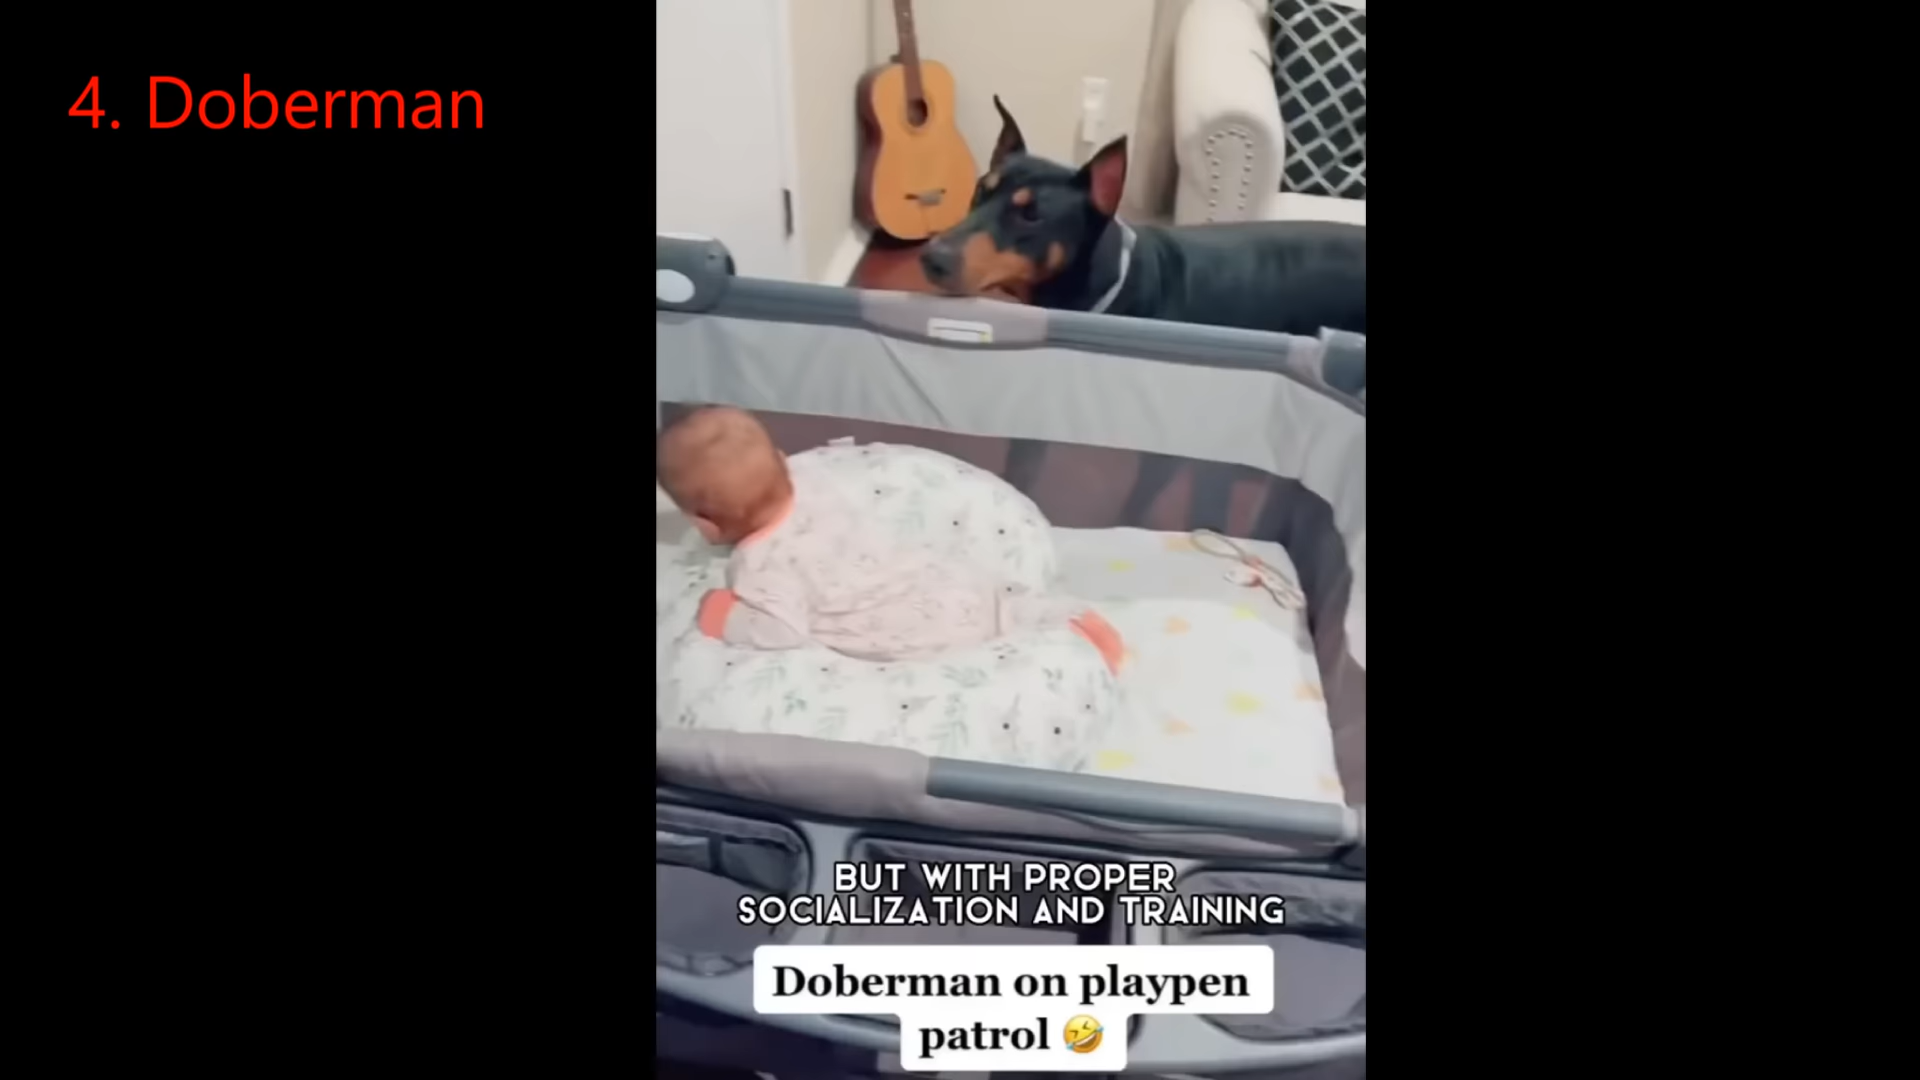 4. Doberman
BUT WITH PROPER
SOCIALIZATION AND TRAINING
Doberman on playpen
patrol 🤣